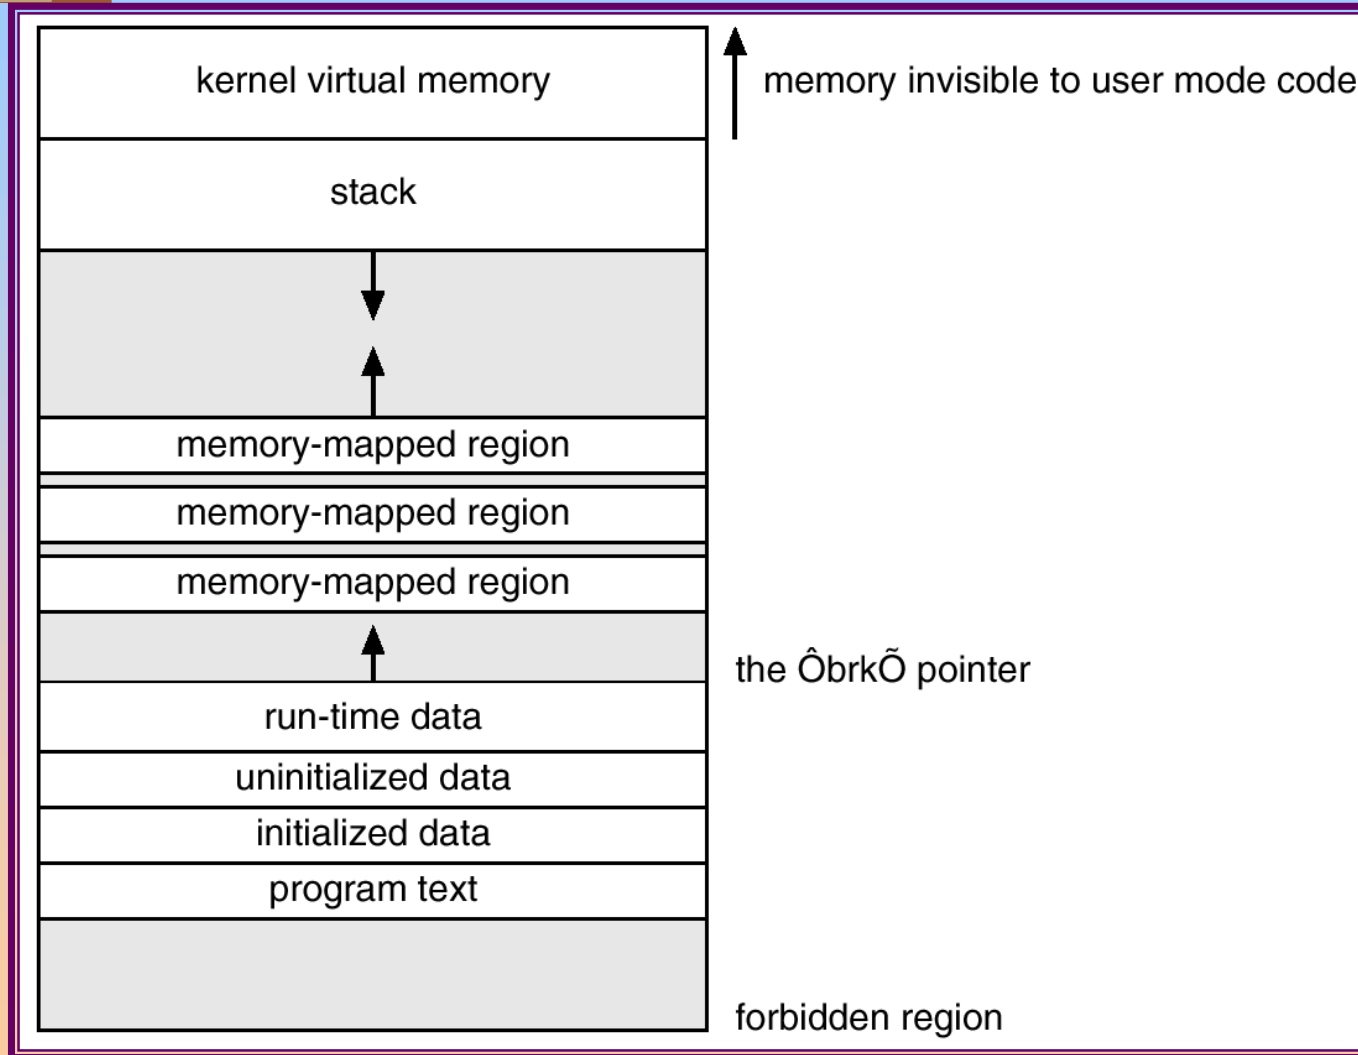 kernel virtual memory
memory invisible to user mode code
stack
memory-mapped region
memory-mapped region
memory-mapped region
the ÔbrkÕ pointer
run-time data
uninitialized data
initialized data
program text
forbidden region